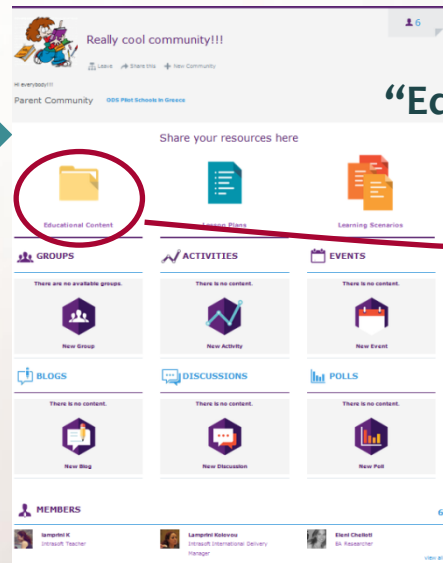 6
Really cool community!!!
Leave Share this New Community
Hi everybody!!!
Parent Community ODS Pilot Schools in Greece
“Ed
Share your resources here
Educational Content Lesson Plans Learning Scenarios
GROUPS ACTIVITIES EVENTS
There are no available groups. There is no content. There is no content.
New Group New Activity New Event
BLOGS DISCUSSIONS POLLS
There is no content. There is no content. There is no content.
New Blog New Discussion New Poll
MEMBERS 6
lamprini K Lamprini Kolovou Eleni Chelioti
Intrasoft Teacher Intrasoft International Delivery EA Researcher
Manager
view all